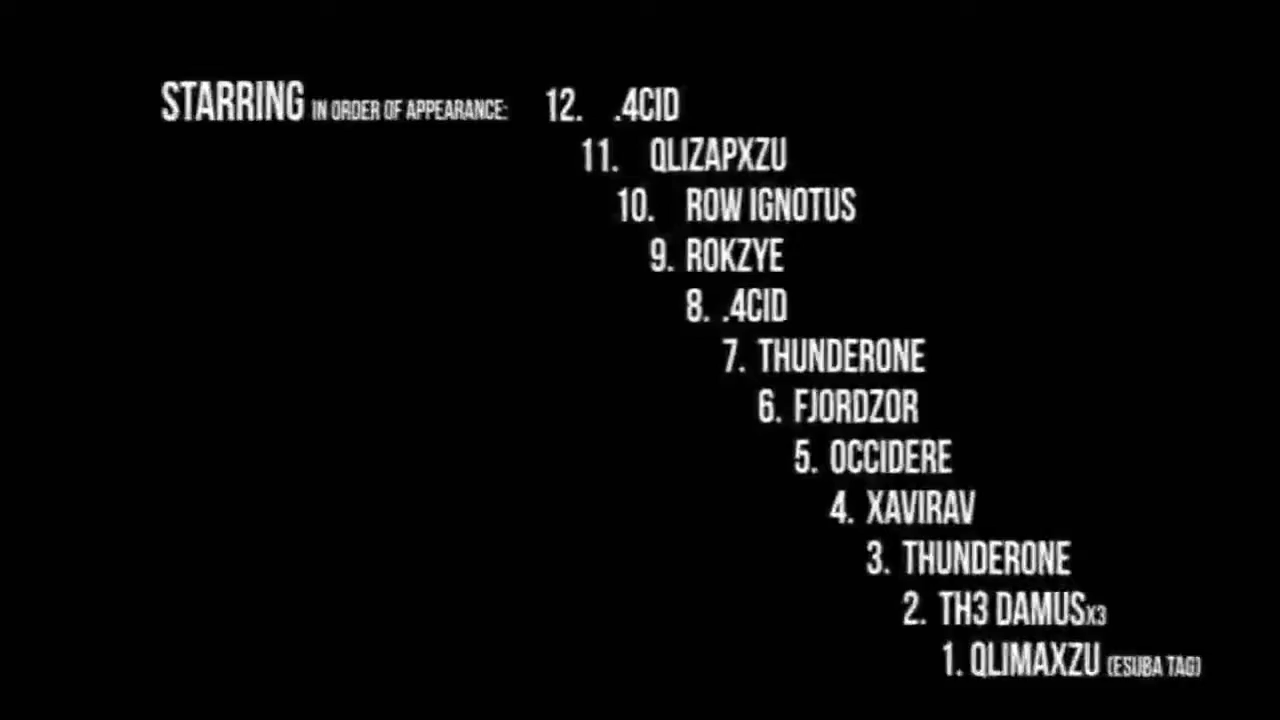 STARRING IN ORDER OF APPEARANCE: 12. .4CID
11. QLIZAPXZU
10. ROW IGNOTUS
9. ROKZYE
8. .4CID
7. THUNDERONE
6. FJORDZOR
5. OCCIDERE
4. XAVIRAV
3. THUNDERONE
2. TH3 DAMUSX3
1. QLIMAXZU (ESUBA TAG)